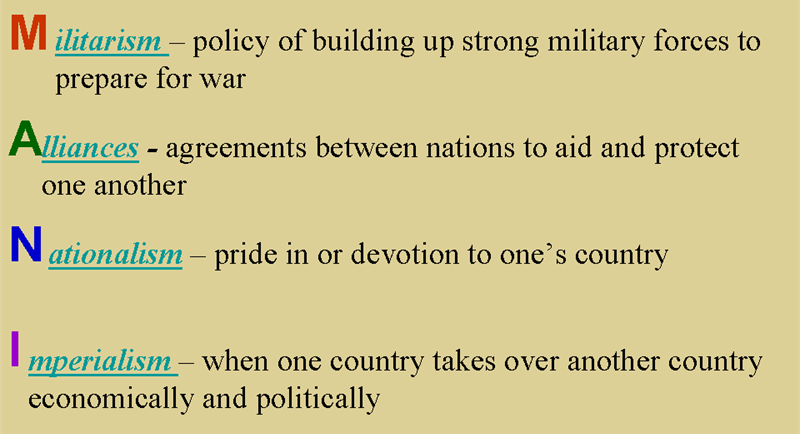 Militarism – policy of building up strong military forces to
prepare for war
Alliances - agreements between nations to aid and protect
one another
Nationalism – pride in or devotion to one’s country
Imperialism – when one country takes over another country
economically and politically